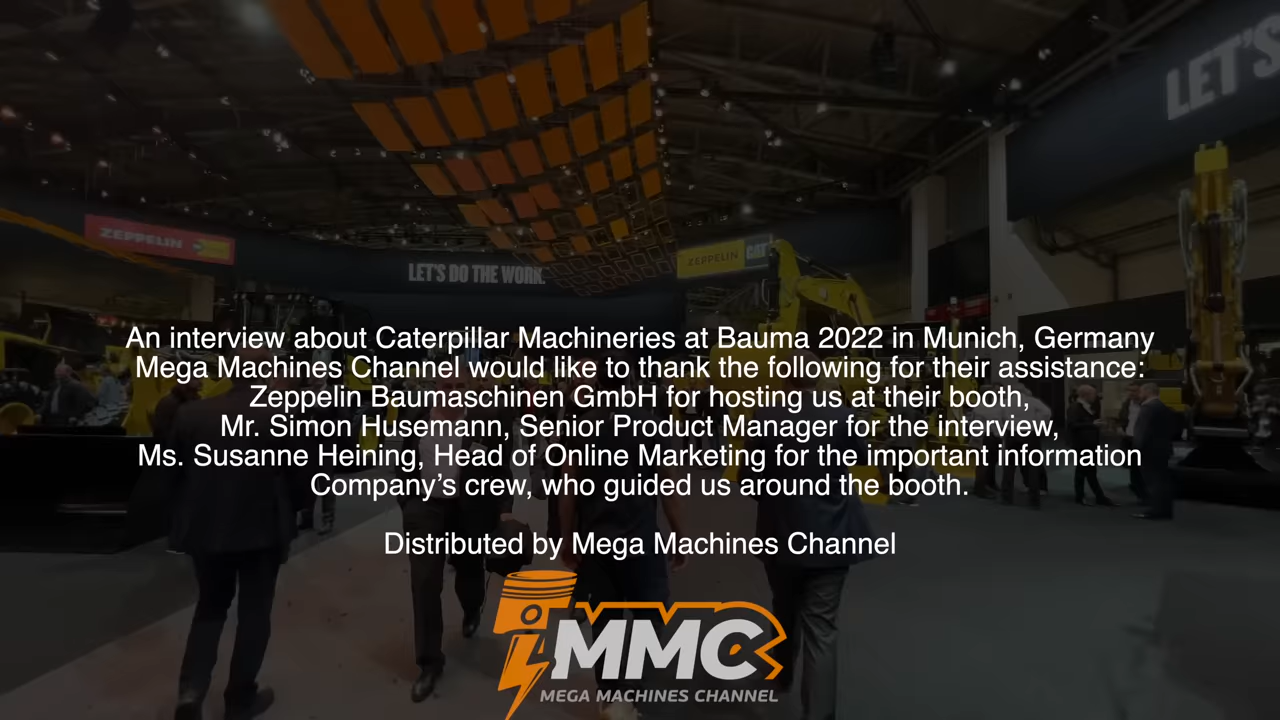 LET'S
ZEPPELIN
LET'S DO THE WORK.
ZEPPELIN CAT
An interview about Caterpillar Machineries at Bauma 2022 in Munich, Germany
Mega Machines Channel would like to thank the following for their assistance:
Zeppelin Baumaschinen GmbH for hosting us at their booth,
Mr. Simon Husemann, Senior Product Manager for the interview,
Ms. Susanne Heining, Head of Online Marketing for the important information
Company’s crew, who guided us around the booth.
Distributed by Mega Machines Channel
MMC
MEGA MACHINES CHANNEL